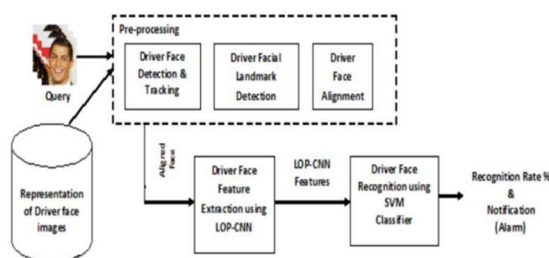 Pre-processing
Driver Face
Detection &
Tracking
Driver Facial
Landmark
Detection
Driver
Face
Alignment
Query
Representation
of Driver face
images
Aligned
Face
Driver Face
Feature
Extraction using
LOP-CNN
LOP-CNN
Features
Driver Face
Recognition using
SVM
Classifier
Recognition Rate %
&
Notification
(Alarm)